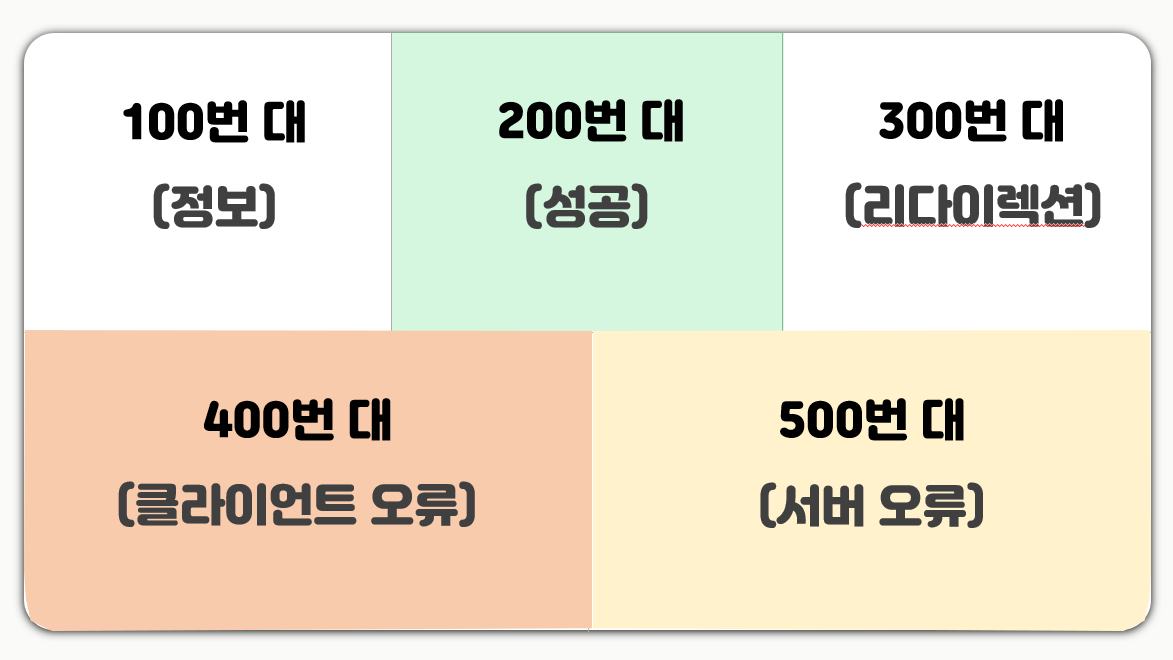 100번 대
(정보)
200번 대
(성공)
300번 대
(리다이렉션)
400번 대
(클라이언트 오류)
500번 대
(서버 오류)